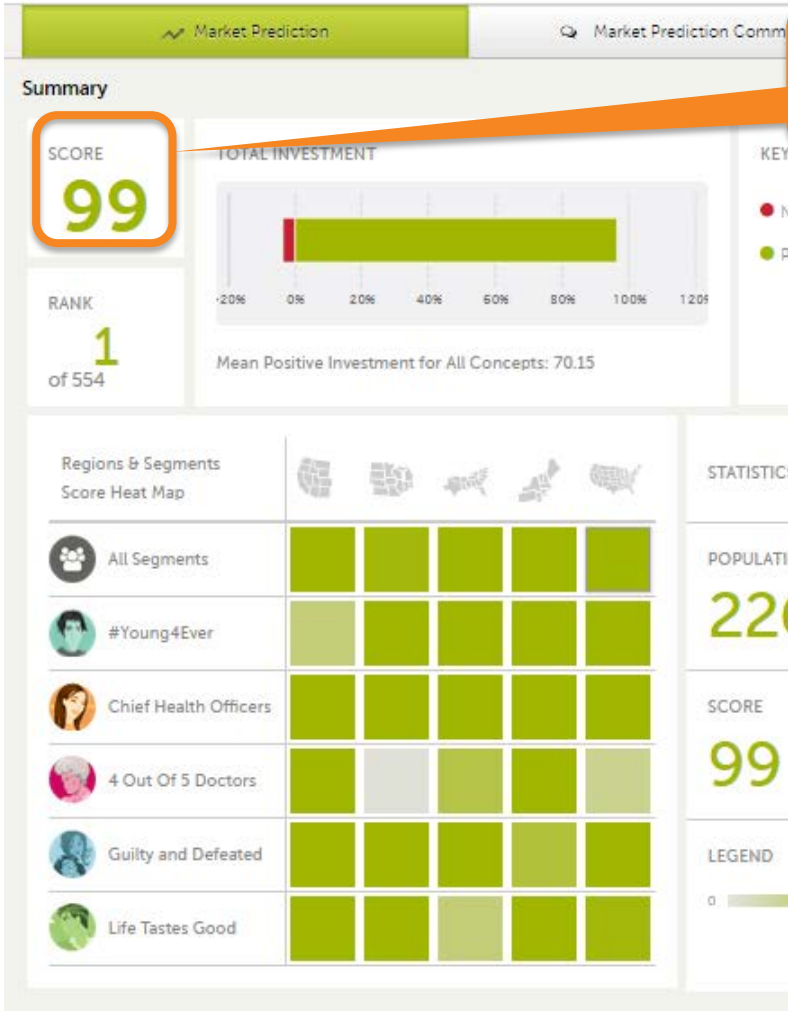 Market Prediction
Market Prediction Comm
Summary
SCORE
99
TOTAL INVESTMENT
KEY
N
P
-20% 0% 20% 40% 60% 80% 100% 120%
RANK
1
of 554
Mean Positive Investment for All Concepts: 70.15
Regions & Segments
Score Heat Map
STATISTICS
All Segments
POPULATI
220
#Young4Ever
Chief Health Officers
SCORE
99
4 Out Of 5 Doctors
Guilty and Defeated
LEGEND
0
Life Tastes Good